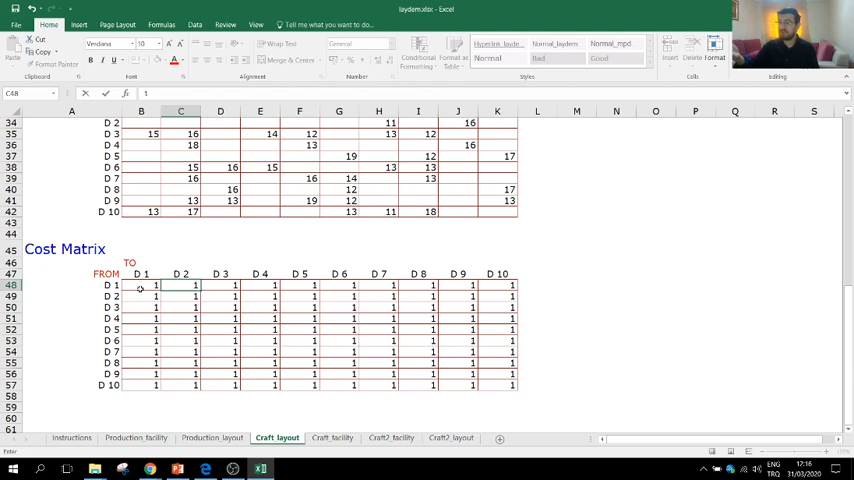 laydem.xlsx - Excel
File Home Insert Page Layout Formulas Data Review View Tell me what you want to do...
Cut
Copy
Format Painter
Paste
Verdana 10
Wrap Text
Merge & Center
General
Conditional Formatting
Format as Table
Hyperlink_layde... Normal_laydem Normal_mpd...
Normal Bad Good
Insert Delete Format
Clipboard Font Alignment Number Styles Cells Editing
C48 1
A B C D E F G H I J K L M N O P Q R S
34 D 2 11 16
35 D 3 15 16 14 12 13 12
36 D 4 18 13 16
37 D 5 19 12 17
38 D 6 15 16 15 13 13
39 D 7 16 16 14 13
40 D 8 16 12 17
41 D 9 13 13 19 12 13
42 D 10 13 17 13 11 18
43
44
45 Cost Matrix
46 TO
47 FROM D 1 D 2 D 3 D 4 D 5 D 6 D 7 D 8 D 9 D 10
48 D 1 1 1 1 1 1 1 1 1 1 1
49 D 2 1 1 1 1 1 1 1 1 1 1
50 D 3 1 1 1 1 1 1 1 1 1 1
51 D 4 1 1 1 1 1 1 1 1 1 1
52 D 5 1 1 1 1 1 1 1 1 1 1
53 D 6 1 1 1 1 1 1 1 1 1 1
54 D 7 1 1 1 1 1 1 1 1 1 1
55 D 8 1 1 1 1 1 1 1 1 1 1
56 D 9 1 1 1 1 1 1 1 1 1 1
57 D 10 1 1 1 1 1 1 1 1 1 1
58
59
60
61
Instructions Production_facility Production_layout Craft_layout Craft_facility Craft2_facility Craft2_layout
Enter
ENG 17:16
TRQ 31/03/2020